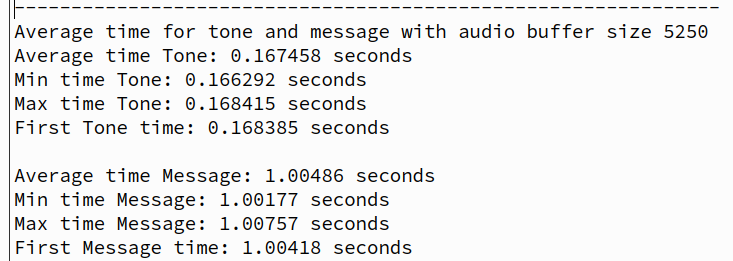 ---------------------------------------------------------------
Average time for tone and message with audio buffer size 5250
Average time Tone: 0.167458 seconds
Min time Tone: 0.166292 seconds
Max time Tone: 0.168415 seconds
First Tone time: 0.168385 seconds

Average time Message: 1.00486 seconds
Min time Message: 1.00177 seconds
Max time Message: 1.00757 seconds
First Message time: 1.00418 seconds